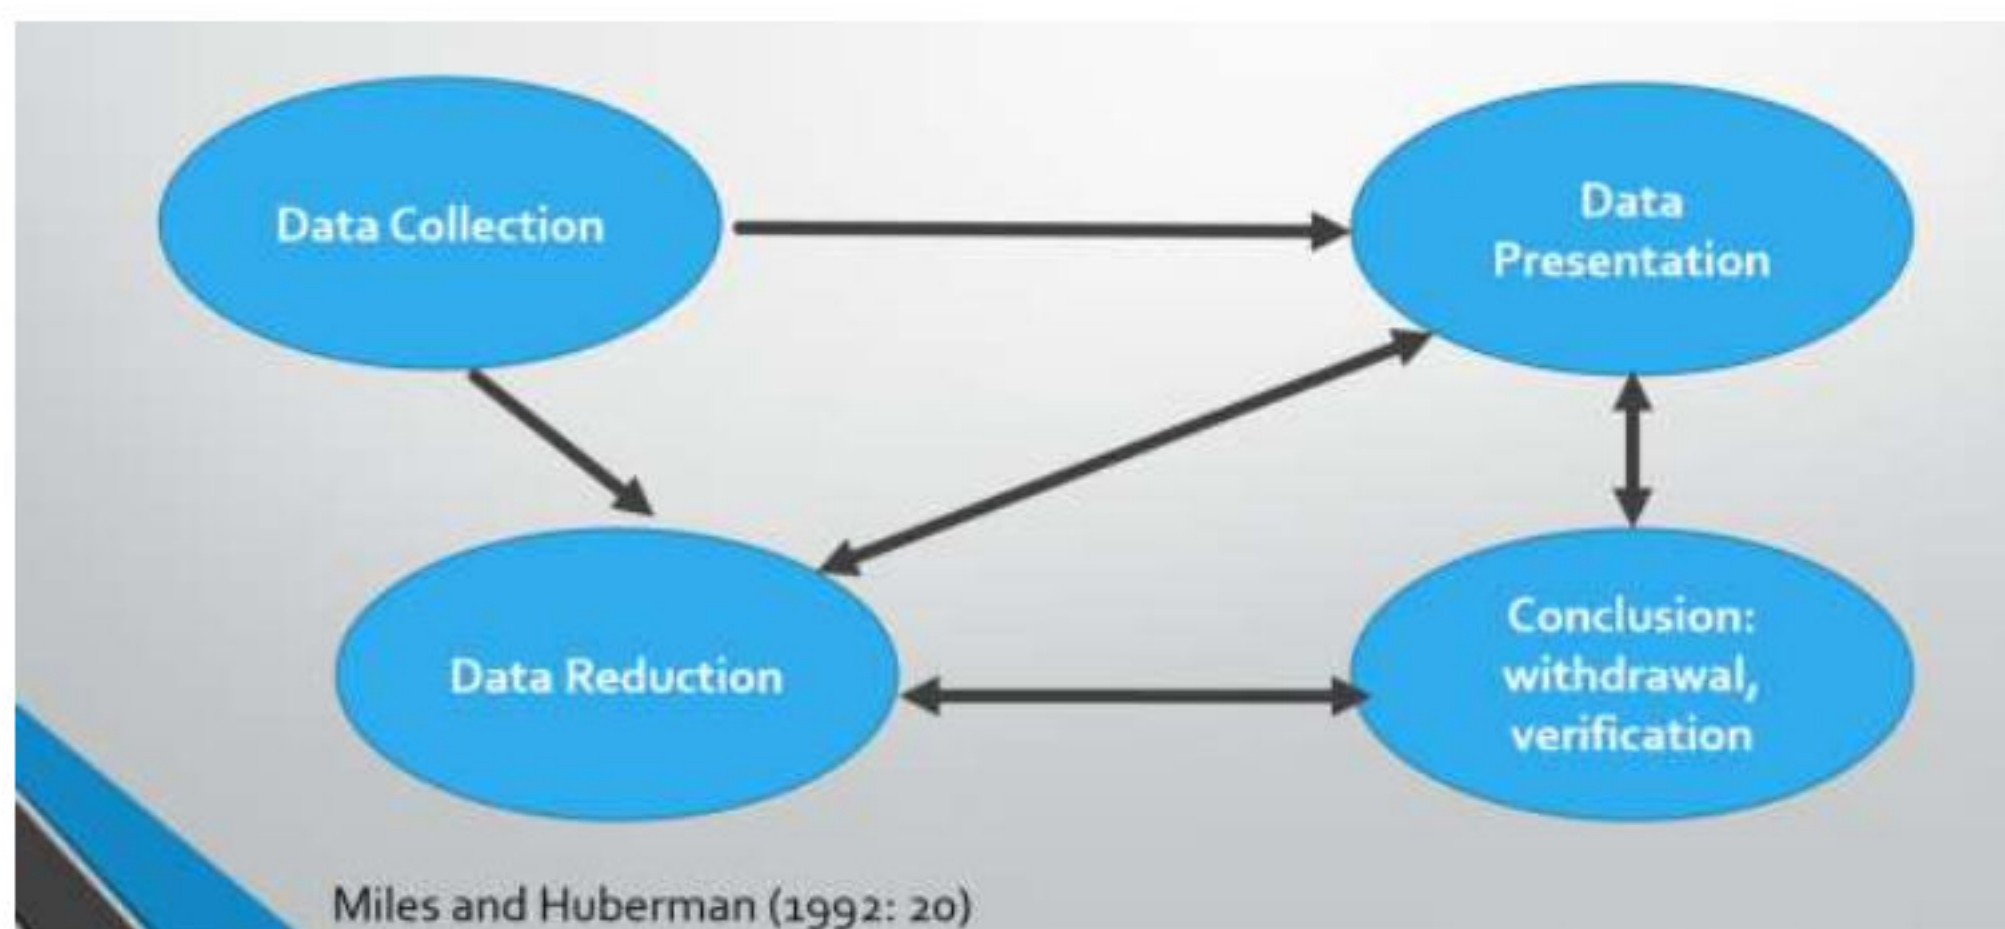 Data Collection
Data
Presentation
Data Reduction
Conclusion:
withdrawal,
verification
Miles and Huberman (1992: 20)